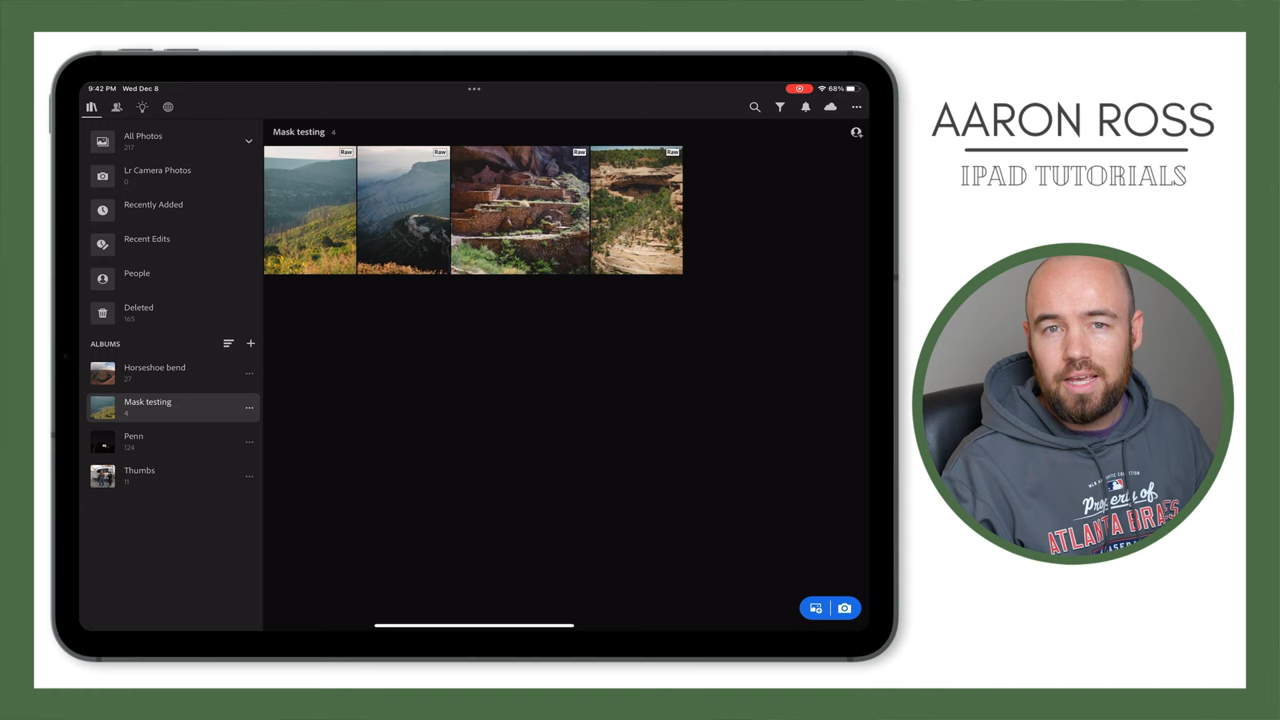 9:42 PM Wed Dec 8
68%
All Photos
217
Lr Camera Photos
0
Recently Added
Recent Edits
People
Deleted
165
ALBUMS
Horseshoe bend
27
Mask testing
4
Penn
124
Thumbs
11
Mask testing 4
Raw
Raw
Raw
Raw
AARON ROSS
IPAD TUTORIALS
MLB
Property of
ATLANTA BRAVES